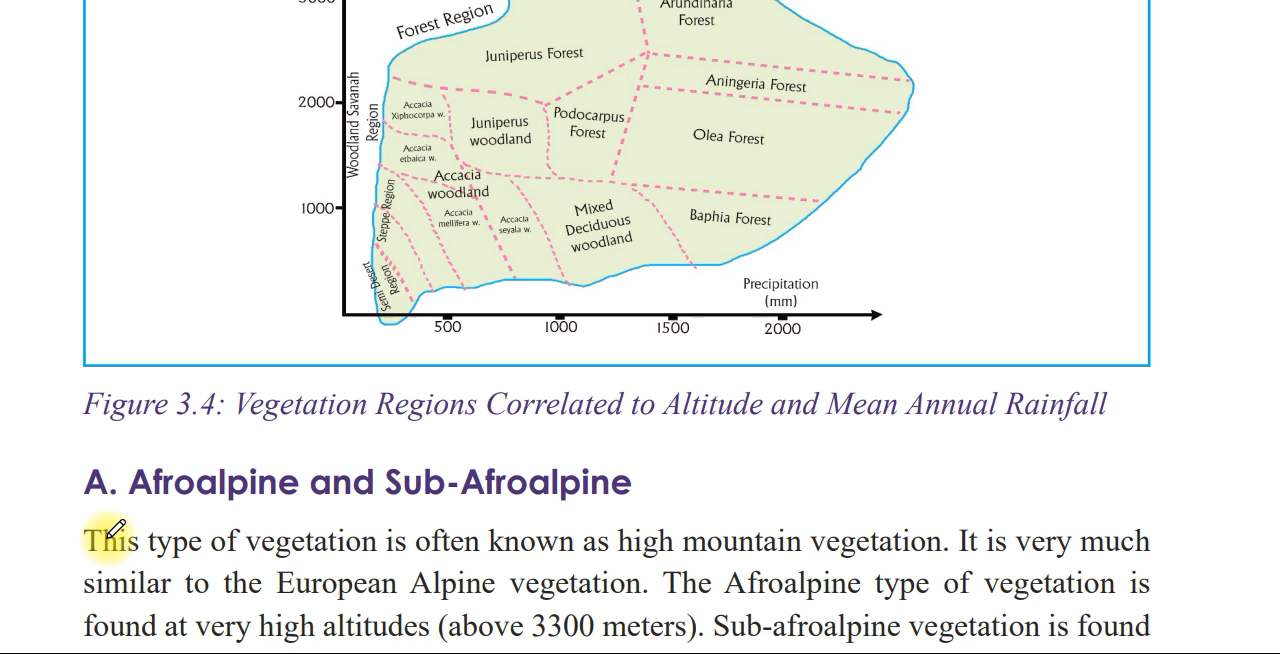 Arundinaria
Forest
Forest Region
Juniperus Forest
Aningeria Forest
2000
Woodland Savanah
Region
Accacia
Xiphocorpa w.
Juniperus
woodland
Podocarpus
Forest
Olea Forest
Accacia
etbaica w.
Accacia
woodland
Steppe Region
1000
Accacia
mellifera w.
Accacia
seyala w.
Mixed
Deciduous
woodland
Baphia Forest
Semi Desert
Region
Precipitation
(mm)
500 1000 1500 2000
Figure 3.4: Vegetation Regions Correlated to Altitude and Mean Annual Rainfall
A. Afroalpine and Sub-Afroalpine
This type of vegetation is often known as high mountain vegetation. It is very much
similar to the European Alpine vegetation. The Afroalpine type of vegetation is
found at very high altitudes (above 3300 meters). Sub-afroalpine vegetation is found